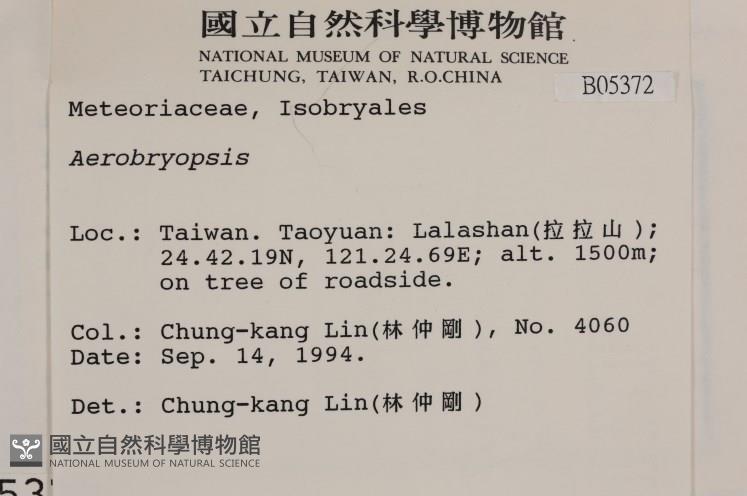 國立自然科學博物館
NATIONAL MUSEUM OF NATURAL SCIENCE
TAICHUNG, TAIWAN, R.O.CHINA
B05372
Meteoriaceae, Isobryales
Aerobryopsis
Loc.: Taiwan. Taoyuan: Lalashan(拉拉山);
24.42.19N, 121.24.69E; alt. 1500m;
on tree of roadside.
Col.: Chung-kang Lin(林仲剛), No. 4060
Date: Sep. 14, 1994.
Det.: Chung-kang Lin(林仲剛)
國立自然科學博物館
NATIONAL MUSEUM OF NATURAL SCIENCE